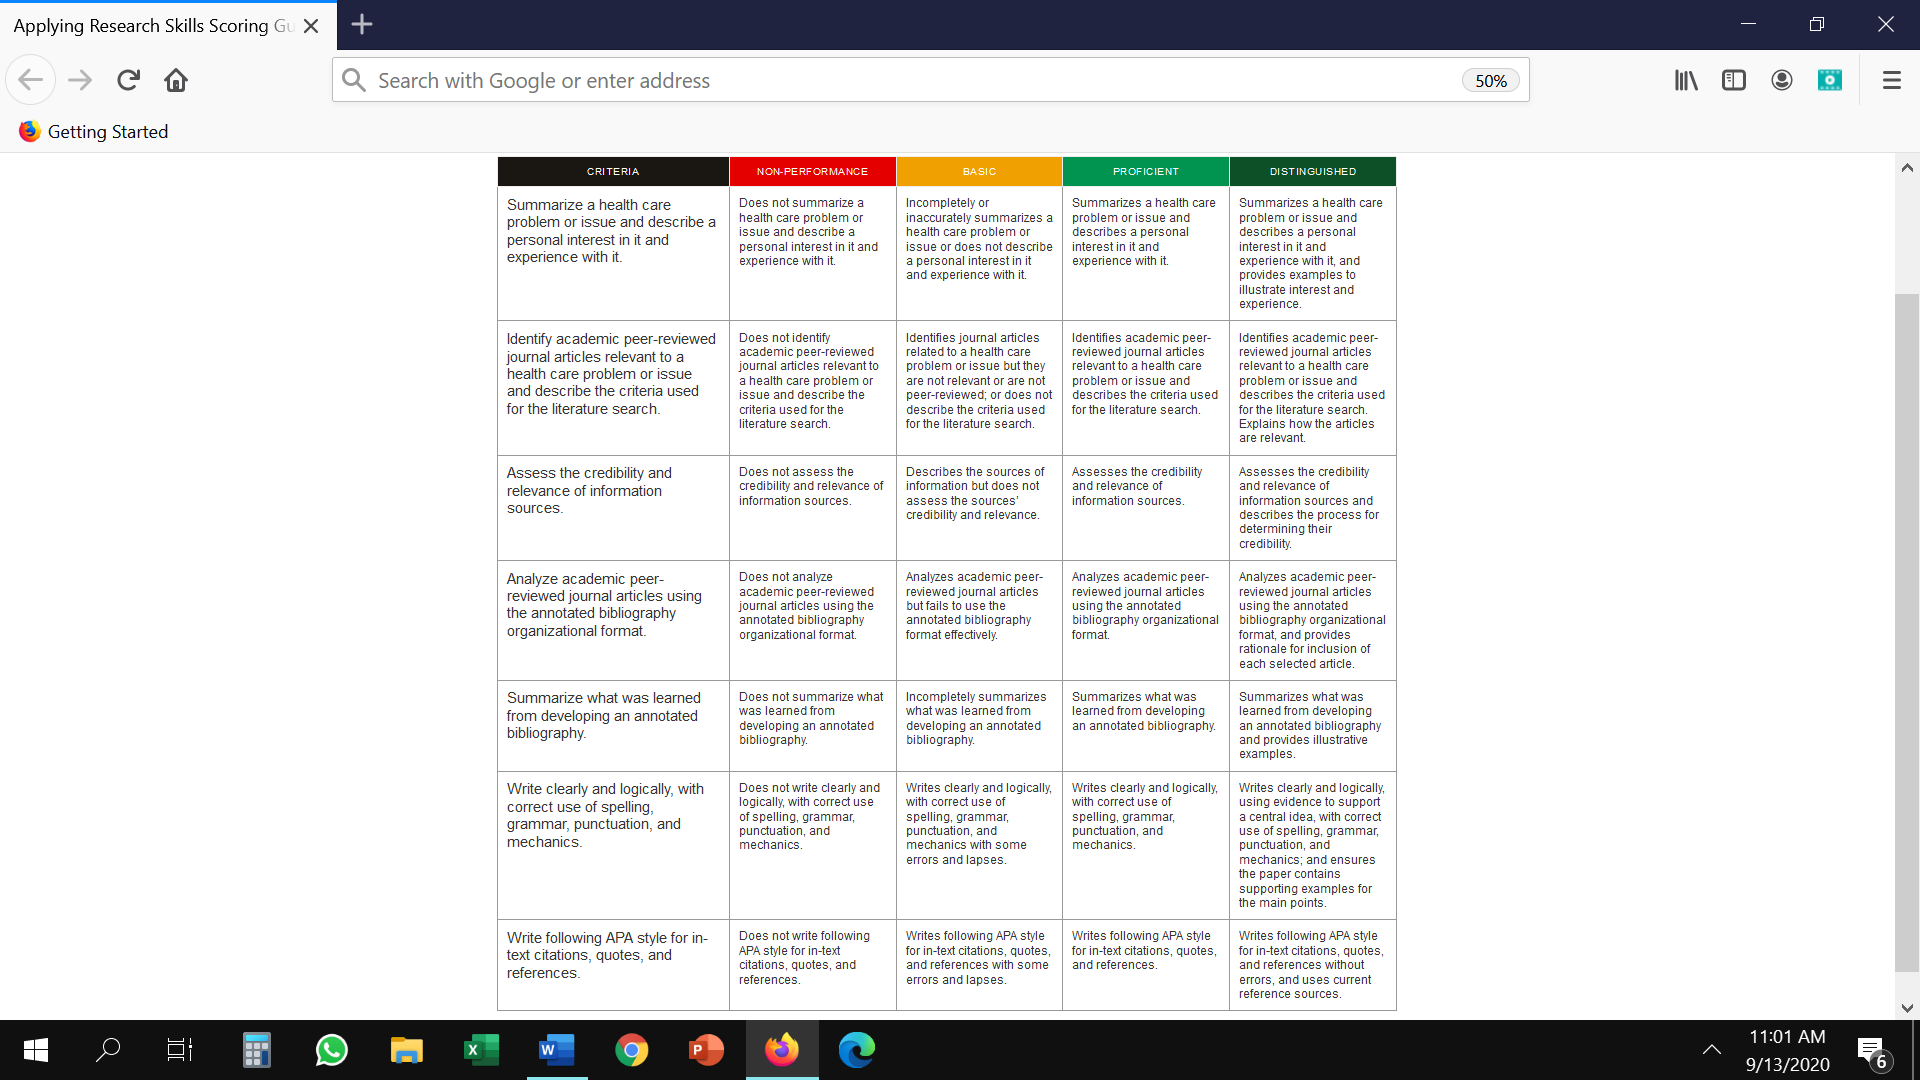 Applying Research Skills Scoring Gu
Search with Google or enter address
50%
Getting Started
CRITERIA
NON-PERFORMANCE
BASIC
PROFICIENT
DISTINGUISHED
Summarize a health care
problem or issue and describe a
personal interest in it and
experience with it.
Does not summarize a
health care problem or
issue and describe a
personal interest in it and
experience with it.
Incompletely or
inaccurately summarizes a
health care problem or
issue or does not describe
a personal interest in it
and experience with it.
Summarizes a health care
problem or issue and
describes a personal
interest in it and
experience with it.
Summarizes a health care
problem or issue and
describes a personal
interest in it and
experience with it, and
provides examples to
illustrate interest and
experience.
Identify academic peer-reviewed
journal articles relevant to a
health care problem or issue
and describe the criteria used
for the literature search.
Does not identify
academic peer-reviewed
journal articles relevant to
a health care problem or
issue and describe the
criteria used for the
literature search.
Identifies journal articles
related to a health care
problem or issue but they
are not relevant or are not
peer-reviewed; or does not
describe the criteria used
for the literature search.
Identifies academic peer-
reviewed journal articles
relevant to a health care
problem or issue and
describes the criteria used
for the literature search.
Identifies academic peer-
reviewed journal articles
relevant to a health care
problem or issue and
describes the criteria used
for the literature search.
Explains how the articles
are relevant.
Assess the credibility and
relevance of information
sources.
Does not assess the
credibility and relevance of
information sources.
Describes the sources of
information but does not
assess the sources'
credibility and relevance.
Assesses the credibility
and relevance of
information sources.
Assesses the credibility
and relevance of
information sources and
describes the process for
determining their
credibility.
Analyze academic peer-
reviewed journal articles using
the annotated bibliography
organizational format.
Does not analyze
academic peer-reviewed
journal articles using the
annotated bibliography
organizational format.
Analyzes academic peer-
reviewed journal articles
but fails to use the
annotated bibliography
format effectively.
Analyzes academic peer-
reviewed journal articles
using the annotated
bibliography organizational
format.
Analyzes academic peer-
reviewed journal articles
using the annotated
bibliography organizational
format, and provides
rationale for inclusion of
each selected article.
Summarize what was learned
from developing an annotated
bibliography.
Does not summarize what
was learned from
developing an annotated
bibliography.
Incompletely summarizes
what was learned from
developing an annotated
bibliography.
Summarizes what was
learned from developing
an annotated bibliography.
Summarizes what was
learned from developing
an annotated bibliography
and provides illustrative
examples.
Write clearly and logically, with
correct use of spelling,
grammar, punctuation, and
mechanics.
Does not write clearly and
logically, with correct use
of spelling, grammar,
punctuation, and
mechanics.
Writes clearly and logically,
with correct use of
spelling, grammar,
punctuation, and
mechanics with some
errors and lapses.
Writes clearly and logically,
with correct use of
spelling, grammar,
punctuation, and
mechanics.
Writes clearly and logically,
using evidence to support
a central idea, with correct
use of spelling, grammar,
punctuation, and
mechanics; and ensures
the paper contains
supporting examples for
the main points.
Write following APA style for in-
text citations, quotes, and
references.
Does not write following
APA style for in-text
citations, quotes, and
references.
Writes following APA style
for in-text citations, quotes,
and references with some
errors and lapses.
Writes following APA style
for in-text citations, quotes,
and references.
Writes following APA style
for in-text citations, quotes,
and references without
errors, and uses current
reference sources.
11:01 AM
9/13/2020
6